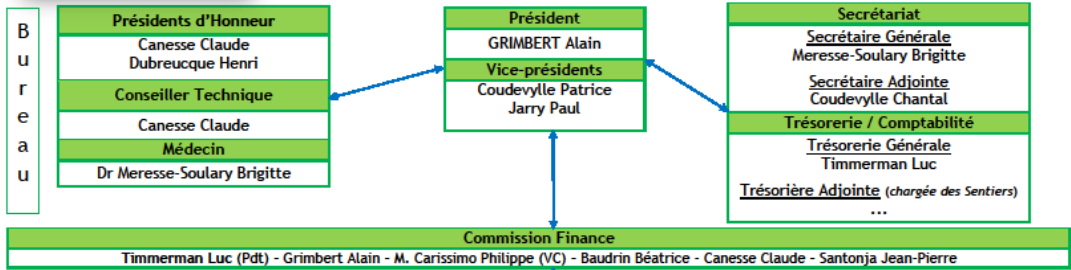 Bureau
Présidents d'Honneur
Canesse Claude
Dubreucque Henri
Conseiller Technique
Canesse Claude
Médecin
Dr Meresse-Soulary Brigitte
Président
GRIMBERT Alain
Vice-présidents
Coudevylle Patrice
Jarry Paul
Secrétariat
Secrétaire Générale
Meresse-Soulary Brigitte
Secrétaire Adjointe
Coudevylle Chantal
Trésorerie / Comptabilité
Trésorerie Générale
Timmerman Luc
Trésorière Adjointe (chargée des Sentiers)
...
Commission Finance
Timmerman Luc (Pdt) - Grimbert Alain - M. Carissimo Philippe (VC) - Baudrin Béatrice - Canesse Claude - Santonja Jean-Pierre